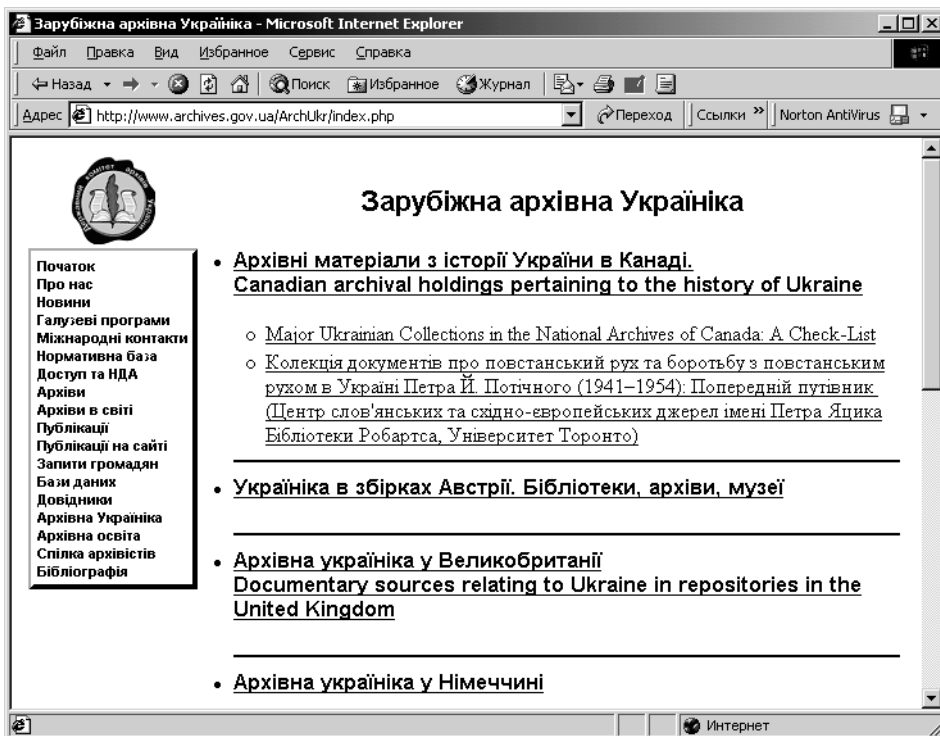 Зарубіжна архівна Україніка - Microsoft Internet Explorer
Файл Правка Вид Избранное Сервис Справка
Назад Поиск Избранное Журнал
Адрес http://www.archives.gov.ua/ArchUkr/index.php Переход Ссылки » Norton AntiVirus
Державний комітет архівів України
Зарубіжна архівна Україніка
Початок
Про нас
Новини
Галузеві програми
Міжнародні контакти
Нормативна база
Доступ та НДА
Архіви
Архіви в світі
Публікації
Публікації на сайті
Запити громадян
Бази даних
Довідники
Архівна Україніка
Архівна освіта
Спілка архівістів
Бібліографія
• Архівні матеріали з історії України в Канаді.
Canadian archival holdings pertaining to the history of Ukraine
○ Major Ukrainian Collections in the National Archives of Canada: A Check-List
○ Колекція документів про повстанський рух та боротьбу з повстанським
рухом в Україні Петра Й. Потічного (1941–1954): Попередній путівник
(Центр слов'янських та східно-європейських джерел імені Петра Яцика
Бібліотеки Робартса, Університет Торонто)
• Україніка в збірках Австрії. Бібліотеки, архіви, музеї
• Архівна україніка у Великобританії
Documentary sources relating to Ukraine in repositories in the
United Kingdom
• Архівна україніка у Німеччині
Интернет